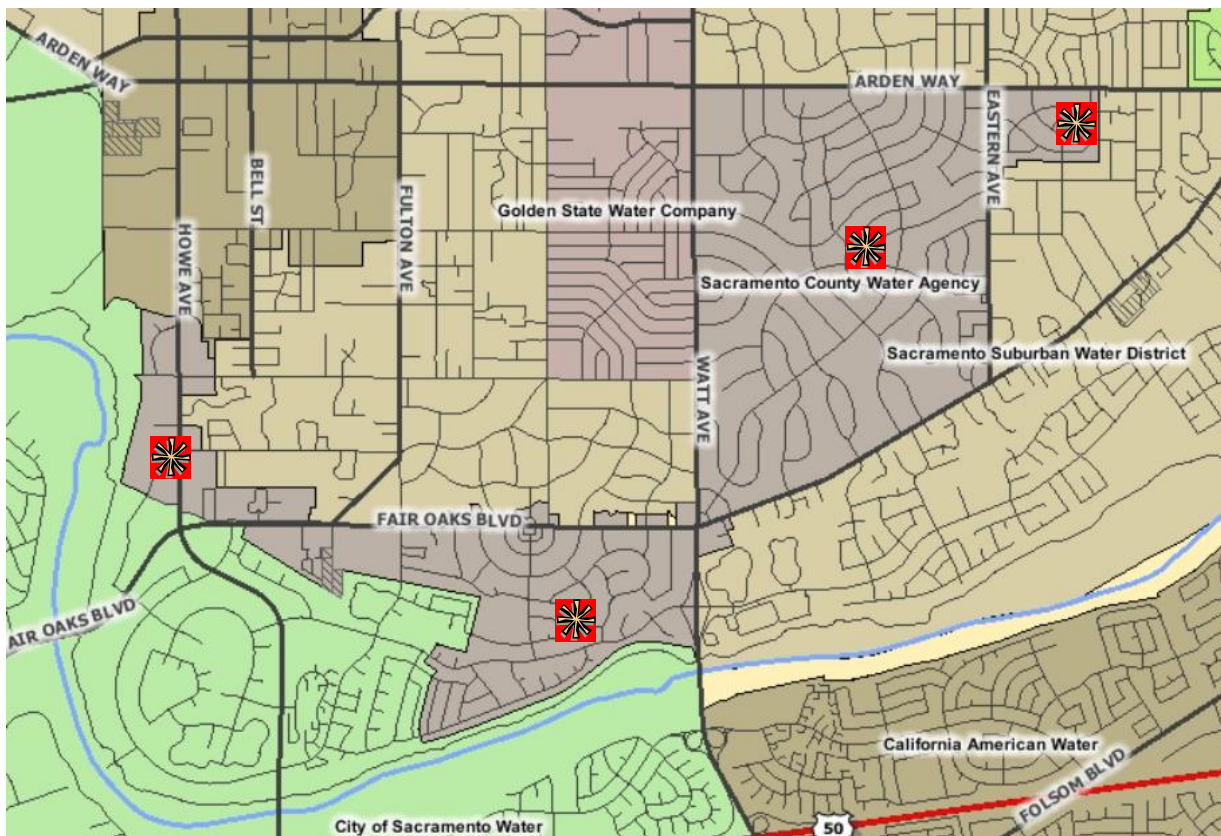 ARDEN WAY
ARDEN WAY
EASTERN AVE
BELL ST.
FULTON AVE
Golden State Water Company
HOWE AVE
Sacramento County Water Agency
Sacramento Suburban Water District
WATT AVE
FAIR OAKS BLVD
FAIR OAKS BLVD
California American Water
FOLSOM BLVD
City of Sacramento Water
50